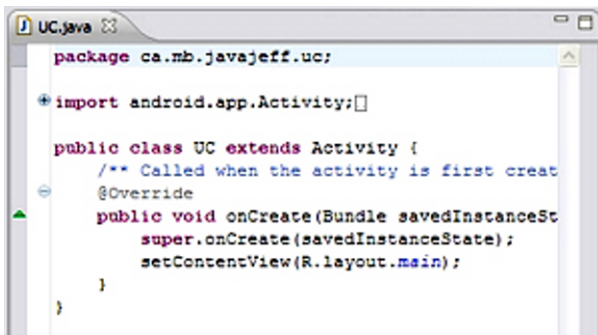 UC.java
package ca.mb.javajeff.uc;
import android.app.Activity;
public class UC extends Activity {
/** Called when the activity is first creat
@Override
public void onCreate(Bundle savedInstanceSt
super.onCreate(savedInstanceState);
setContentView(R.layout.main);
}
}